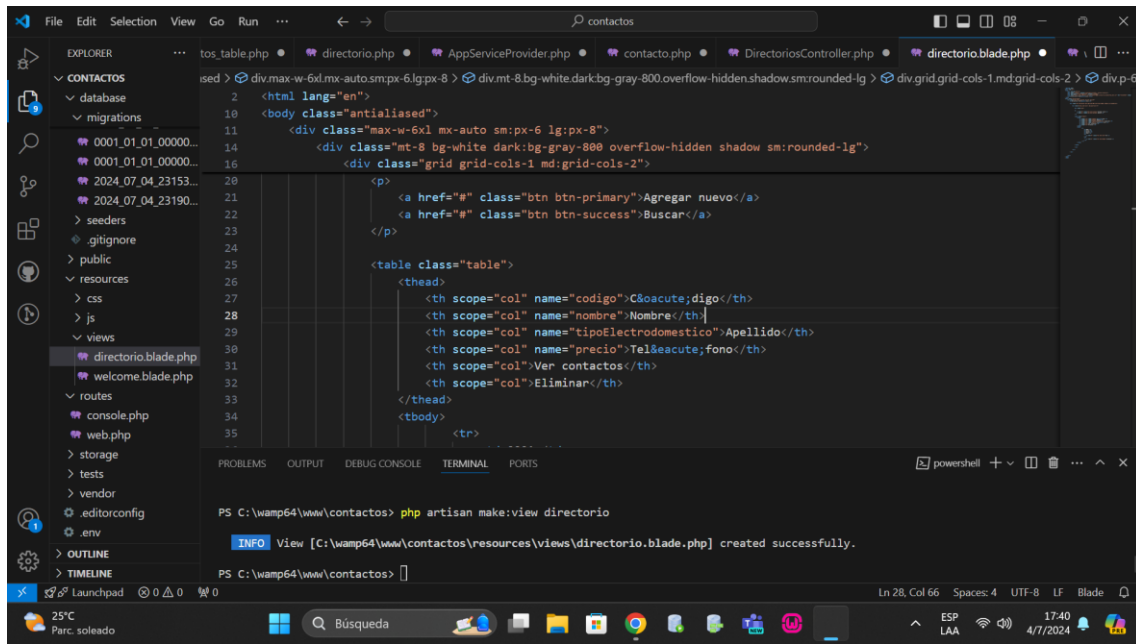 File Edit Selection View Go Run ··· contactos
EXPLORER ···
tos_table.php directorio.php AppServiceProvider.php contacto.php DirectoriosController.php directorio.blade.php
CONTACTOS
database
migrations
0001_01_01_00000...
0001_01_01_00000...
2024_07_04_23153...
2024_07_04_23190...
seeders
.gitignore
public
resources
css
js
views
directorio.blade.php
welcome.blade.php
routes
console.php
web.php
storage
tests
vendor
.editorconfig
.env
OUTLINE
TIMELINE
9
1
ised > div.max-w-6xl.mx-auto.sm:px-6.lg:px-8 > div.mt-8.bg-white.dark:bg-gray-800.overflow-hidden.shadow.sm:rounded-lg > div.grid.grid-cols-1.md:grid-cols-2 > div.p-6
2 <html lang="en">
10 <body class="antialiased">
11 <div class="max-w-6xl mx-auto sm:px-6 lg:px-8">
14 <div class="mt-8 bg-white dark:bg-gray-800 overflow-hidden shadow sm:rounded-lg">
16 <div class="grid grid-cols-1 md:grid-cols-2">
20 <p>
21 <a href="#" class="btn btn-primary">Agregar nuevo</a>
22 <a href="#" class="btn btn-success">Buscar</a>
23 </p>
24
25 <table class="table">
26 <thead>
27 <th scope="col" name="codigo">C&oacute;digo</th>
28 <th scope="col" name="nombre">Nombre</th>
29 <th scope="col" name="tipoElectrodomestico">Apellido</th>
30 <th scope="col" name="precio">Tel&eacute;fono</th>
31 <th scope="col">Ver contactos</th>
32 <th scope="col">Eliminar</th>
33 </thead>
34 <tbody>
35 <tr>
PROBLEMS OUTPUT DEBUG CONSOLE TERMINAL PORTS powershell
PS C:\wamp64\www\contactos> php artisan make:view directorio
INFO View [C:\wamp64\www\contactos\resources\views\directorio.blade.php] created successfully.
PS C:\wamp64\www\contactos>
Launchpad 0 0 0 Ln 28, Col 66 Spaces: 4 UTF-8 LF Blade
25°C
Parc. soleado
Búsqueda
NEW
ESP
LAA
17:40
4/7/2024
PRE